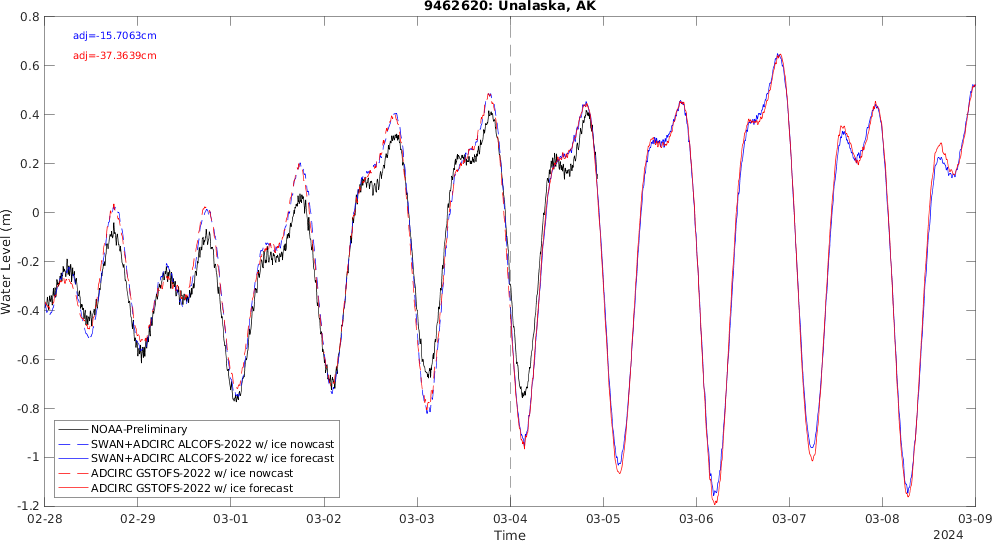 9462620: Unalaska, AK
adj=-15.7063cm
adj=-37.3639cm
Water Level (m)
0.8
0.6
0.4
0.2
0
-0.2
-0.4
-0.6
-0.8
-1
-1.2
NOAA-Preliminary
SWAN+ADCIRC ALCOFS-2022 w/ ice nowcast
SWAN+ADCIRC ALCOFS-2022 w/ ice forecast
ADCIRC GSTOFS-2022 w/ ice nowcast
ADCIRC GSTOFS-2022 w/ ice forecast
02-28 02-29 03-01 03-02 03-03 03-04 03-05 03-06 03-07 03-08 03-09
Time
2024